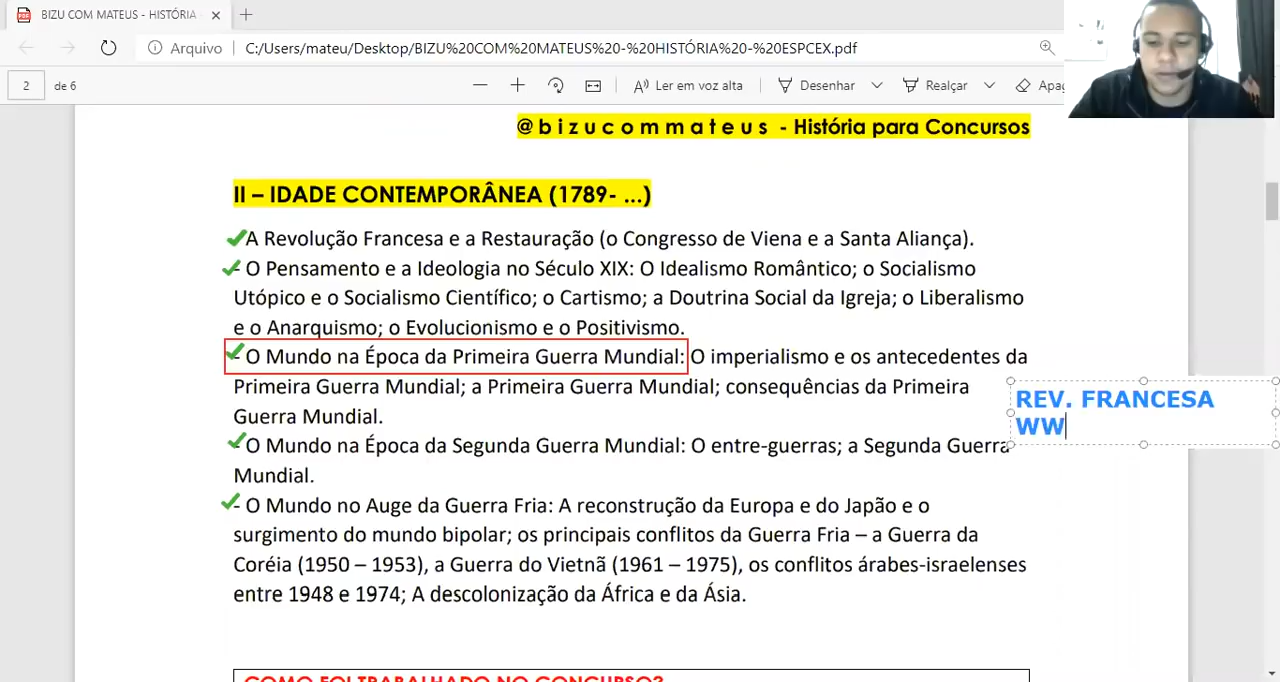 BIZU COM MATEUS - HISTÓRIA
Arquivo
C:/Users/mateu/Desktop/BIZU%20COM%20MATEUS%20-%20HISTÓRIA%20-%20ESPCEX.pdf
2 de 6
Ler em voz alta
Desenhar
Realçar
Apag
@bizucommateus - História para Concursos
II – IDADE CONTEMPORÂNEA (1789- ...)
A Revolução Francesa e a Restauração (o Congresso de Viena e a Santa Aliança).
- O Pensamento e a Ideologia no Século XIX: O Idealismo Romântico; o Socialismo
Utópico e o Socialismo Científico; o Cartismo; a Doutrina Social da Igreja; o Liberalismo
e o Anarquismo; o Evolucionismo e o Positivismo.
- O Mundo na Época da Primeira Guerra Mundial: O imperialismo e os antecedentes da
Primeira Guerra Mundial; a Primeira Guerra Mundial; consequências da Primeira
Guerra Mundial.
REV. FRANCESA
WW
- O Mundo na Época da Segunda Guerra Mundial: O entre-guerras; a Segunda Guerra
Mundial.
- O Mundo no Auge da Guerra Fria: A reconstrução da Europa e do Japão e o
surgimento do mundo bipolar; os principais conflitos da Guerra Fria – a Guerra da
Coréia (1950 – 1953), a Guerra do Vietnã (1961 – 1975), os conflitos árabes-israelenses
entre 1948 e 1974; A descolonização da África e da Ásia.
COMO FOI TRABALHADO NO CONCURSO?